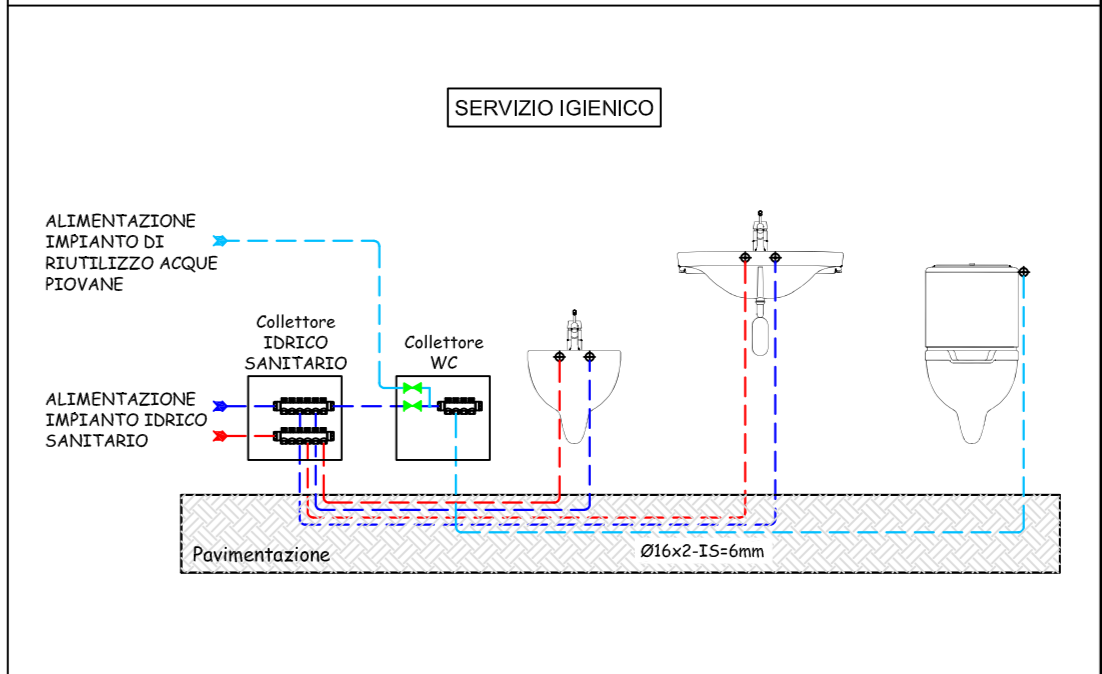 SERVIZIO IGIENICO
ALIMENTAZIONE
IMPIANTO DI
RIUTILIZZO ACQUE
PIOVANE
Collettore
IDRICO
SANITARIO
Collettore
WC
ALIMENTAZIONE
IMPIANTO IDRICO
SANITARIO
Pavimentazione
Ø16x2-IS=6mm